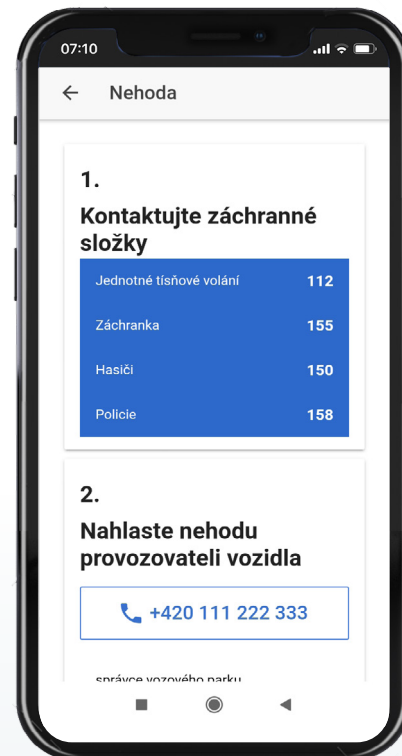 07:10
Nehoda
1.
Kontaktujte záchranné
složky
Jednotné tísňové volání 112
Záchranka 155
Hasiči 150
Policie 158
2.
Nahlaste nehodu
provozovateli vozidla
+420 111 222 333
správce vozového parku